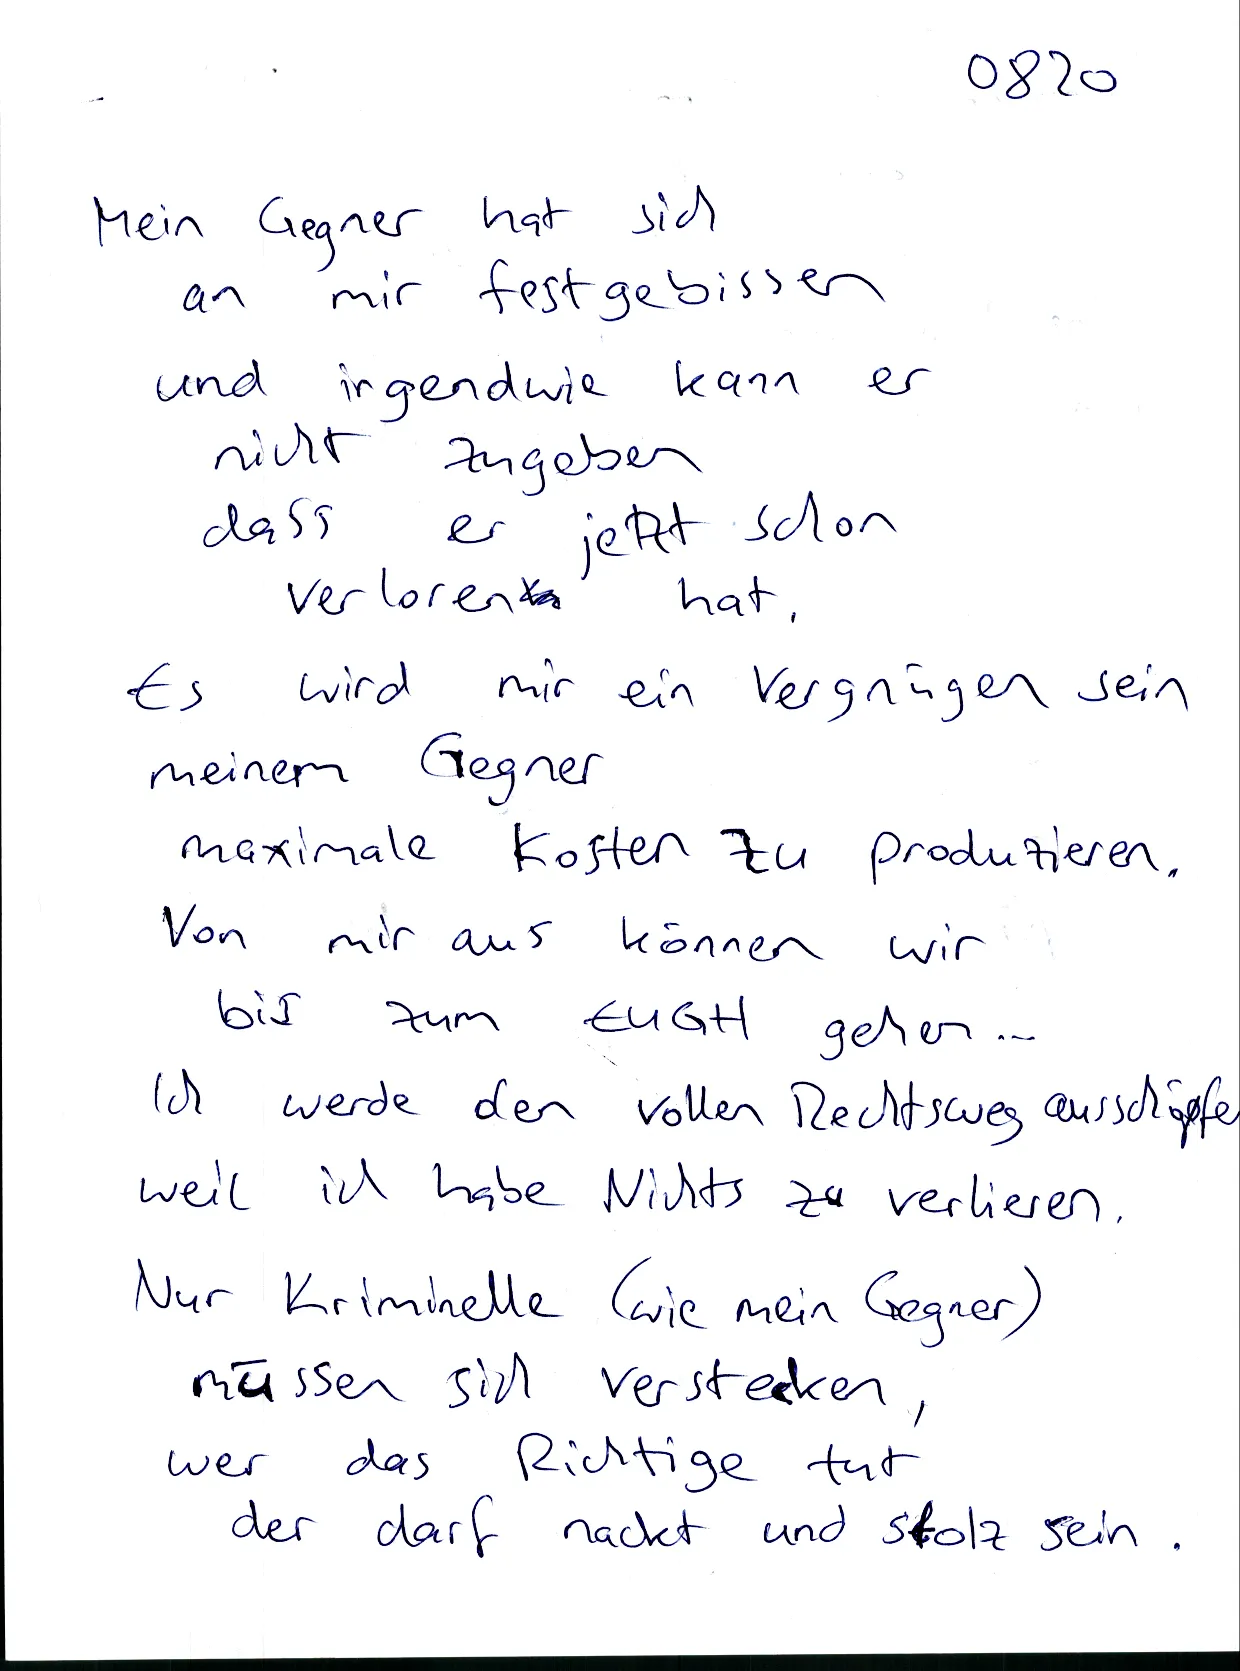 0820
Mein Gegner hat sich
an mir festgebissen
und irgendwie kann er
nicht zugeben
dass er jetzt schon
verloren hat.
Es wird mir ein Vergnügen sein
meinem Gegner
maximale Kosten zu produzieren.
Von mir aus können wir
bis zum EUGH gehen...
Ich werde den vollen Rechtsweg ausschöpfe
weil ich habe Nichts zu verlieren.
Nur Kriminelle (wie mein Gegner)
müssen sich verstecken,
wer das Richtige tut
der darf nackt und stolz sein.